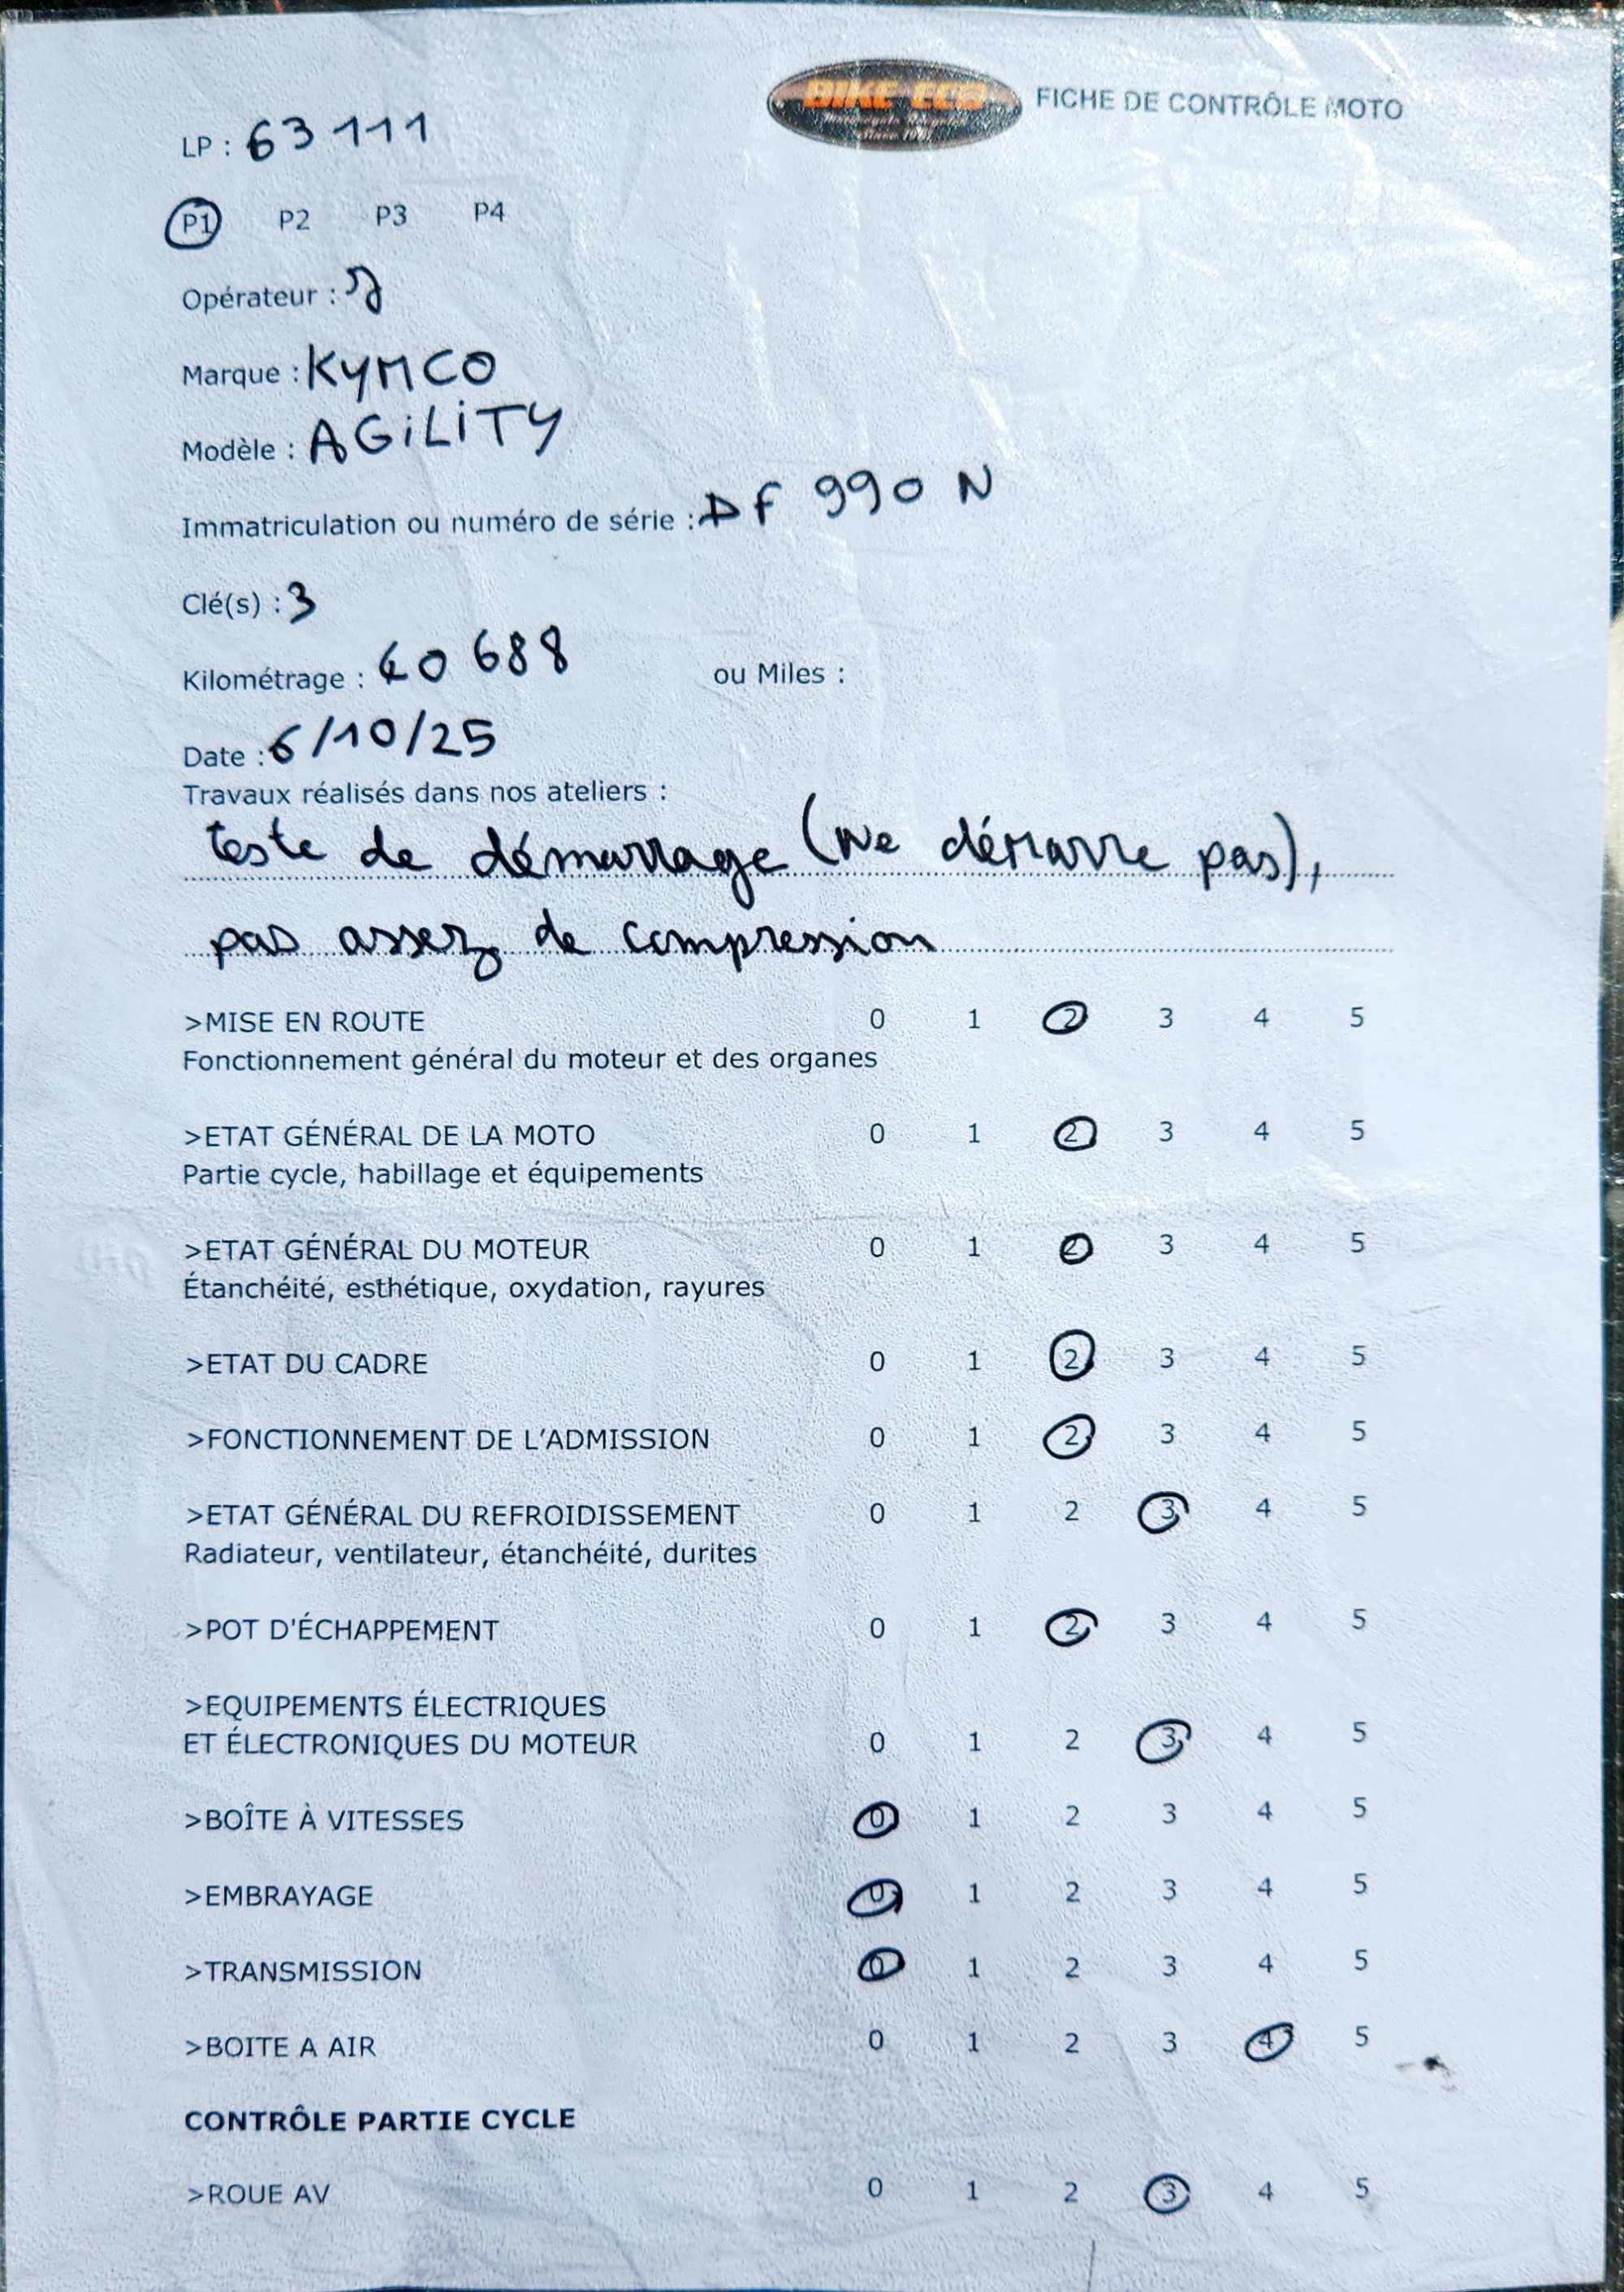 BIKE ECO FICHE DE CONTRÔLE MOTO
LP : 63111
P1 P2 P3 P4
Opérateur :
Marque : KYMCO
Modèle : AGiLiTY
Immatriculation ou numéro de série : DF 990 N
Clé(s) : 3
Kilométrage : 40 688 ou Miles :
Date : 6/10/25
Travaux réalisés dans nos ateliers :
teste de démarrage (Ne démarre pas),
pas assez de compression
>MISE EN ROUTE 0 1 2 3 4 5
Fonctionnement général du moteur et des organes
>ETAT GÉNÉRAL DE LA MOTO 0 1 2 3 4 5
Partie cycle, habillage et équipements
>ETAT GÉNÉRAL DU MOTEUR 0 1 2 3 4 5
Étanchéité, esthétique, oxydation, rayures
>ETAT DU CADRE 0 1 2 3 4 5
>FONCTIONNEMENT DE L'ADMISSION 0 1 2 3 4 5
>ETAT GÉNÉRAL DU REFROIDISSEMENT 0 1 2 3 4 5
Radiateur, ventilateur, étanchéité, durites
>POT D'ÉCHAPPEMENT 0 1 2 3 4 5
>EQUIPEMENTS ÉLECTRIQUES
ET ÉLECTRONIQUES DU MOTEUR 0 1 2 3 4 5
>BOÎTE À VITESSES 0 1 2 3 4 5
>EMBRAYAGE 0 1 2 3 4 5
>TRANSMISSION 0 1 2 3 4 5
>BOITE A AIR 0 1 2 3 4 5
CONTRÔLE PARTIE CYCLE
>ROUE AV 0 1 2 3 4 5